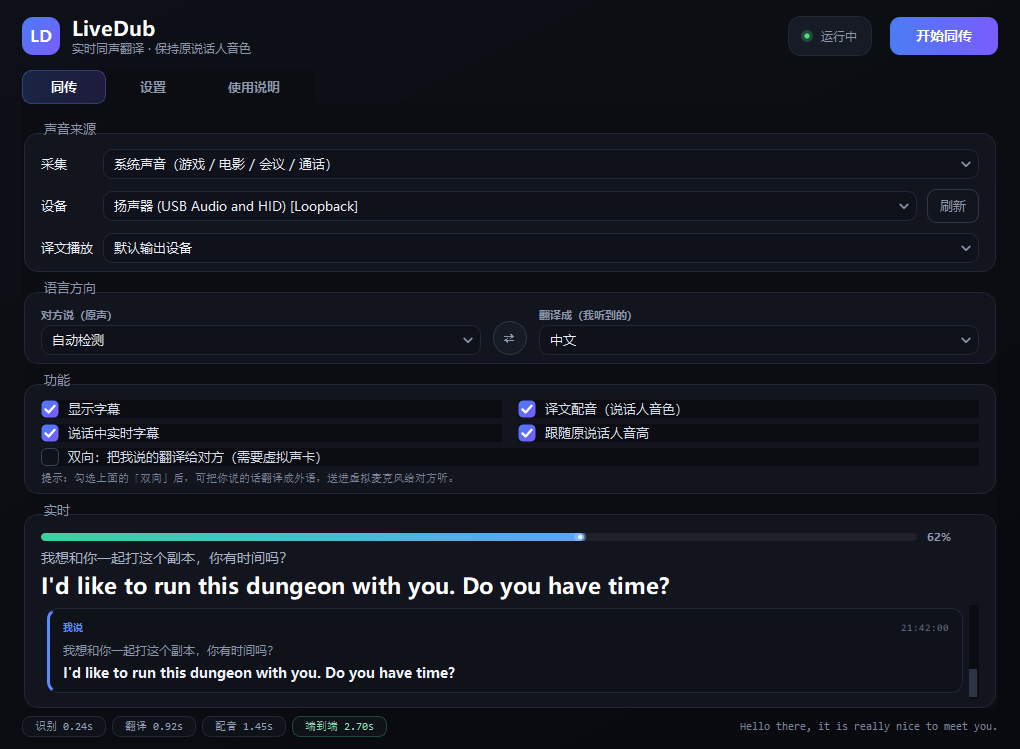 LD
LiveDub
实时同声翻译 · 保持原说话人音色
运行中
开始同传
同传 设置 使用说明
声音来源
采集 系统声音（游戏 / 电影 / 会议 / 通话）
设备 扬声器 (USB Audio and HID) [Loopback] 刷新
译文播放 默认输出设备
语言方向
对方说（原声） 翻译成（我听到的）
自动检测 ⇄ 中文
功能
显示字幕 译文配音（说话人音色）
说话中实时字幕 跟随原说话人音高
双向：把我说的翻译给对方（需要虚拟声卡）
提示：勾选上面的「双向」后，可把你说的话翻译成外语，送进虚拟麦克风给对方听。
实时
62%
我想和你一起打这个副本，你有时间吗？
I'd like to run this dungeon with you. Do you have time?
我说 21:42:00
我想和你一起打这个副本，你有时间吗？
I'd like to run this dungeon with you. Do you have time?
识别 0.24s 翻译 0.92s 配音 1.45s 端到端 2.70s Hello there, it is really nice to meet you.